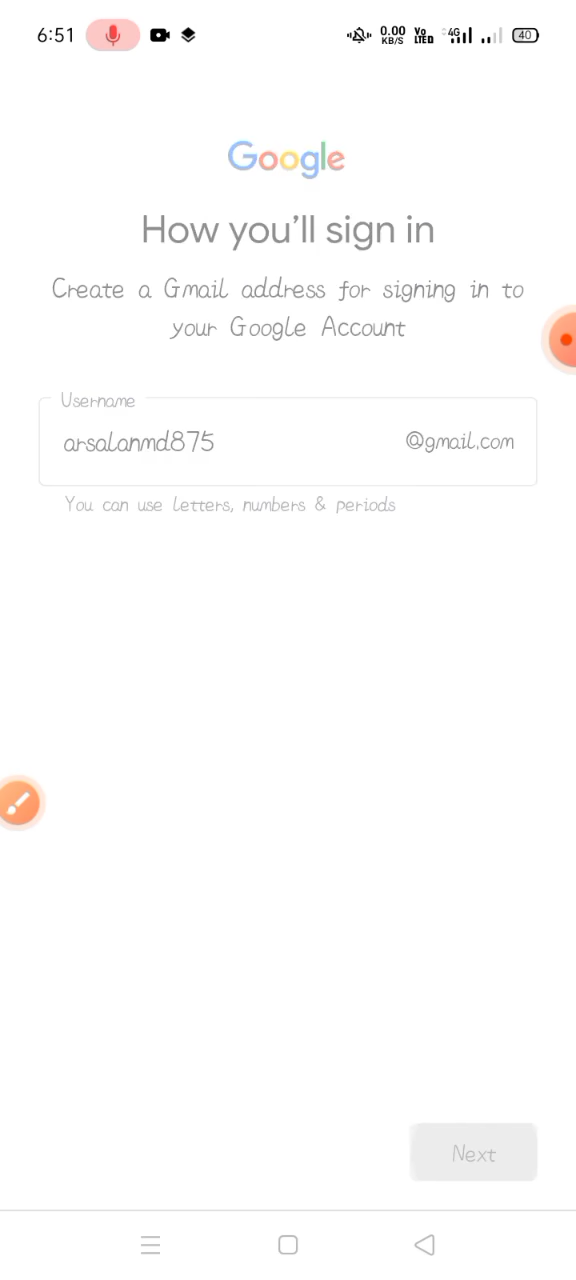 6:51 0.00 KB/S Vo LTED 4G 40
Google
How you'll sign in
Create a Gmail address for signing in to
your Google Account
Username
arsalanmd875 @gmail.com
You can use letters, numbers & periods
Next